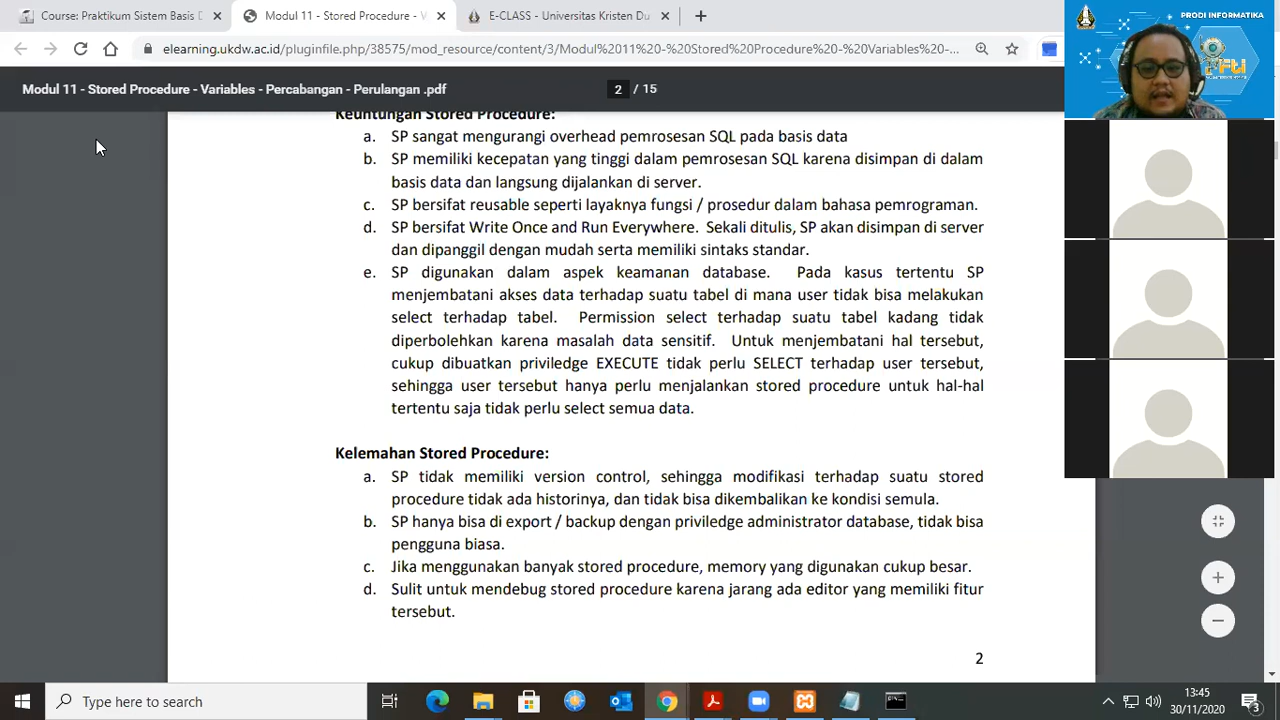 Course: Praktikum Sistem Basis D
Modul 11 - Stored Procedure - V
E-CLASS - Universitas Kristen Du
elearning.ukdw.ac.id/pluginfile.php/38575/mod_resource/content/3/Modul%2011%20-%20Stored%20Procedure%20-%20Variables%20-...
Modul 11 - Stored Procedure - Variables - Percabangan - Perulangan .pdf
2 / 15
PRODI INFORMATIKA
Keuntungan Stored Procedure:
a. SP sangat mengurangi overhead pemrosesan SQL pada basis data
b. SP memiliki kecepatan yang tinggi dalam pemrosesan SQL karena disimpan di dalam
basis data dan langsung dijalankan di server.
c. SP bersifat reusable seperti layaknya fungsi / prosedur dalam bahasa pemrograman.
d. SP bersifat Write Once and Run Everywhere. Sekali ditulis, SP akan disimpan di server
dan dipanggil dengan mudah serta memiliki sintaks standar.
e. SP digunakan dalam aspek keamanan database. Pada kasus tertentu SP
menjembatani akses data terhadap suatu tabel di mana user tidak bisa melakukan
select terhadap tabel. Permission select terhadap suatu tabel kadang tidak
diperbolehkan karena masalah data sensitif. Untuk menjembatani hal tersebut,
cukup dibuatkan priviledge EXECUTE tidak perlu SELECT terhadap user tersebut,
sehingga user tersebut hanya perlu menjalankan stored procedure untuk hal-hal
tertentu saja tidak perlu select semua data.
Kelemahan Stored Procedure:
a. SP tidak memiliki version control, sehingga modifikasi terhadap suatu stored
procedure tidak ada historinya, dan tidak bisa dikembalikan ke kondisi semula.
b. SP hanya bisa di export / backup dengan priviledge administrator database, tidak bisa
pengguna biasa.
c. Jika menggunakan banyak stored procedure, memory yang digunakan cukup besar.
d. Sulit untuk mendebug stored procedure karena jarang ada editor yang memiliki fitur
tersebut.
2
Type here to search
13:45
30/11/2020
3